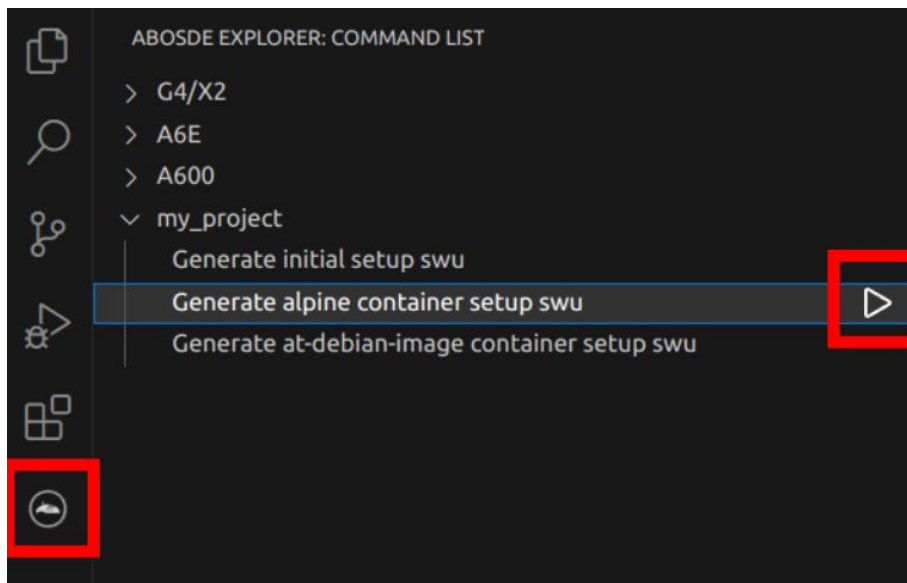 ABOSDE EXPLORER: COMMAND LIST
G4/X2
A6E
A600
my_project
Generate initial setup swu
Generate alpine container setup swu
Generate at-debian-image container setup swu